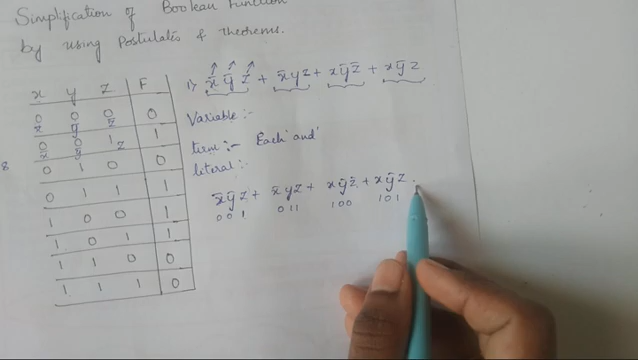 Simplification of Boolean Function
by using Postulates & theorems.
x y z F
0 0 0 0
x̄ ȳ z̄
0 0 1 1
x̄ ȳ z
8
0 1 0 0
0 1 1 1
1 0 0 1
1 0 1 1
1 1 0 0
1 1 1 0
1) x̄ ȳ z + x̄yz + xȳz̄ + xȳz
Variable:-
term:- Each 'and'
literal:-
x̄ȳz + x̄yz + xȳz̄ + xȳz
001 011 100 101